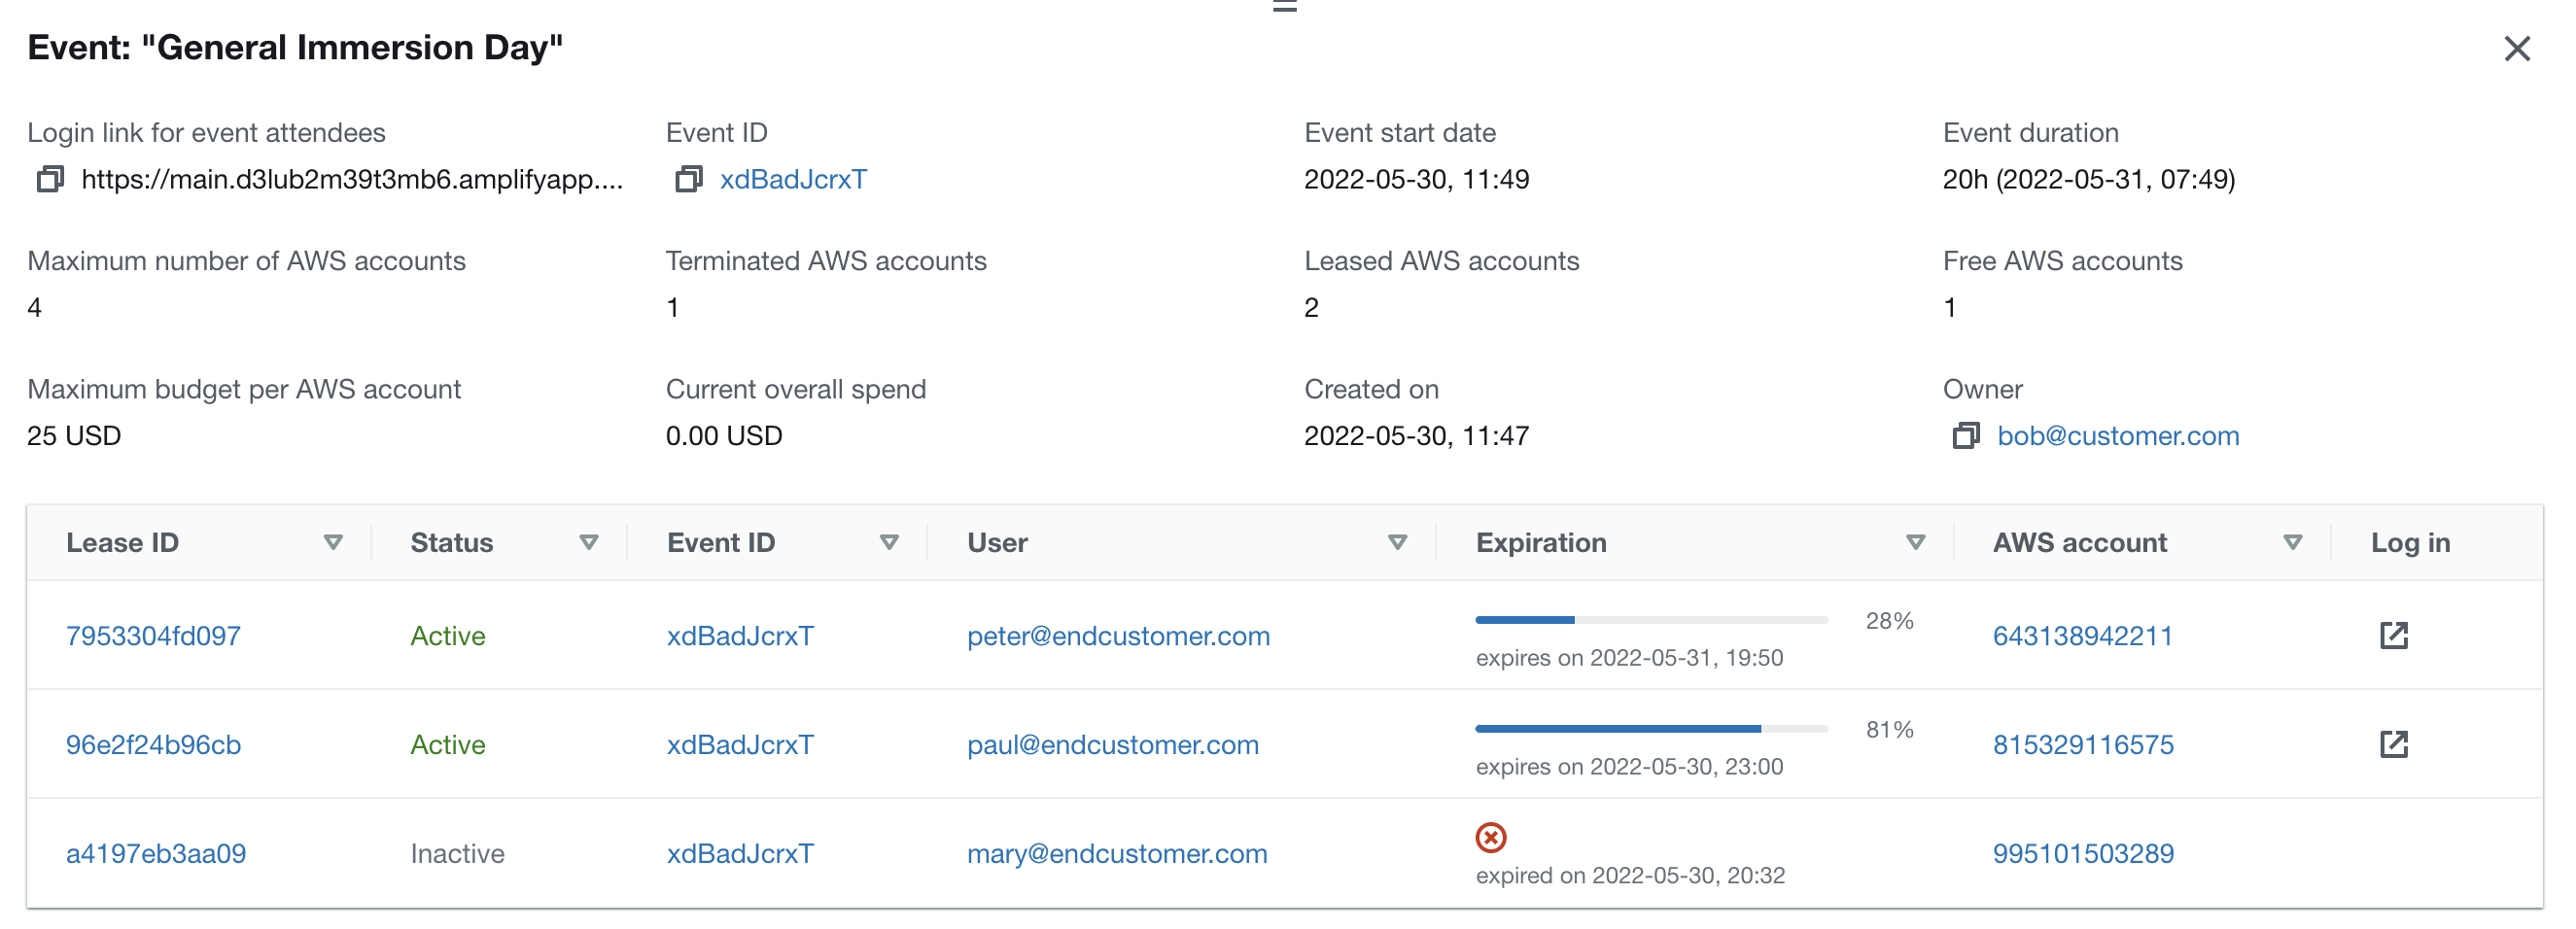 Event: "General Immersion Day"
Login link for event attendees
https://main.d3lub2m39t3mb6.amplifyapp....
Event ID
xdBadJcrxT
Event start date
2022-05-30, 11:49
Event duration
20h (2022-05-31, 07:49)
Maximum number of AWS accounts
4
Terminated AWS accounts
1
Leased AWS accounts
2
Free AWS accounts
1
Maximum budget per AWS account
25 USD
Current overall spend
0.00 USD
Created on
2022-05-30, 11:47
Owner
bob@customer.com
Lease ID Status Event ID User Expiration AWS account Log in
7953304fd097 Active xdBadJcrxT peter@endcustomer.com 28% 643138942211
expires on 2022-05-31, 19:50
96e2f24b96cb Active xdBadJcrxT paul@endcustomer.com 81% 815329116575
expires on 2022-05-30, 23:00
a4197eb3aa09 Inactive xdBadJcrxT mary@endcustomer.com 995101503289
expired on 2022-05-30, 20:32